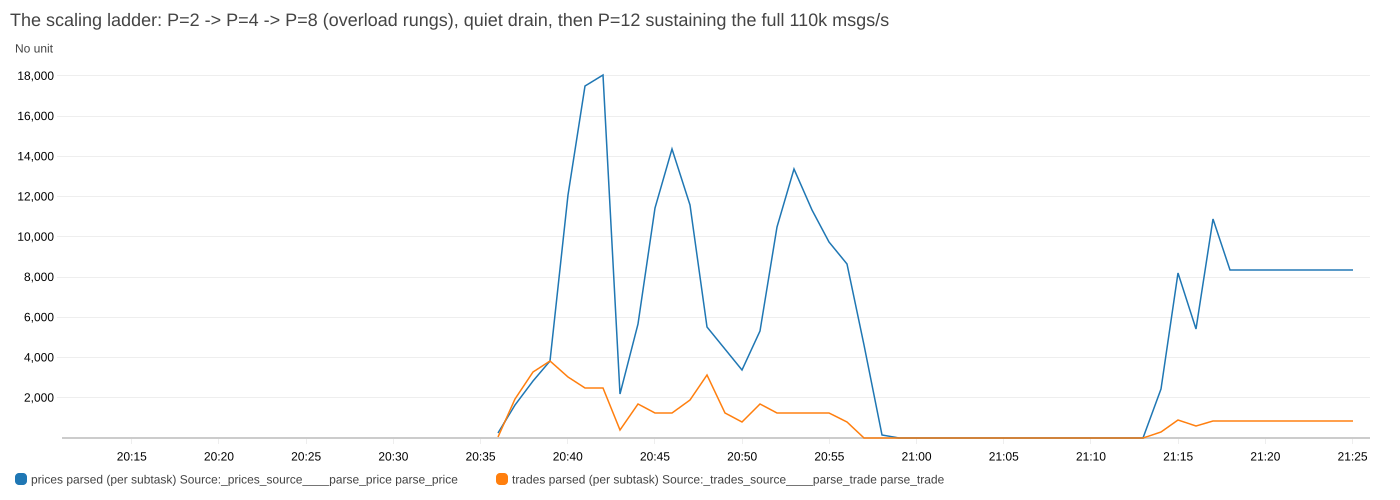 The scaling ladder: P=2 -> P=4 -> P=8 (overload rungs), quiet drain, then P=12 sustaining the full 110k msgs/s
No unit
18,000
16,000
14,000
12,000
10,000
8,000
6,000
4,000
2,000
20:15 20:20 20:25 20:30 20:35 20:40 20:45 20:50 20:55 21:00 21:05 21:10 21:15 21:20 21:25
prices parsed (per subtask) Source:_prices_source____parse_price parse_price trades parsed (per subtask) Source:_trades_source____parse_trade parse_trade